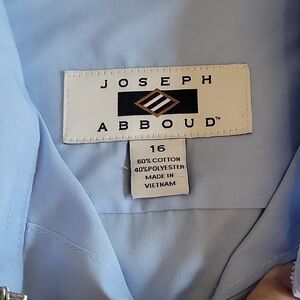 JOSEPH
ABBOUD™
16
60% COTTON
40% POLYESTER
MADE IN
VIETNAM